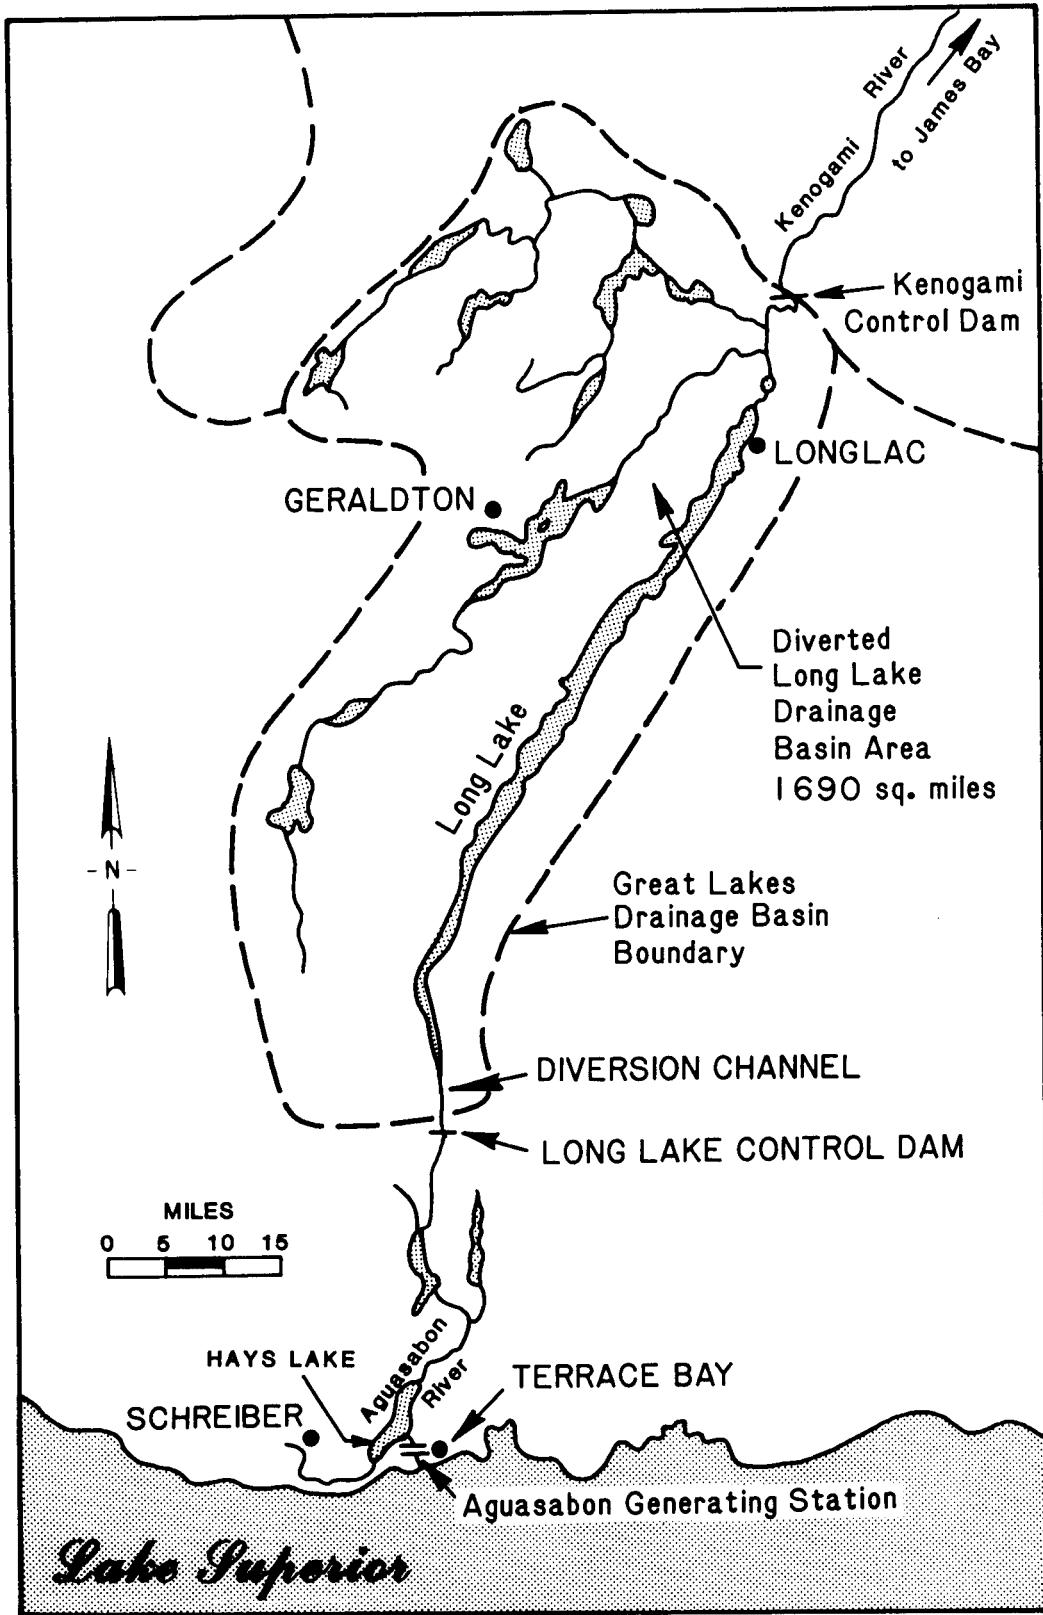 Kenogami River
to James Bay
Kenogami
Control Dam
LONGLAC
GERALDTON
Diverted
Long Lake
Drainage
Basin Area
1690 sq. miles
Long Lake
- N -
Great Lakes
Drainage Basin
Boundary
DIVERSION CHANNEL
LONG LAKE CONTROL DAM
MILES
0 5 10 15
HAYS LAKE
Aguasabon
River
TERRACE BAY
SCHREIBER
Aguasabon Generating Station
Lake Superior